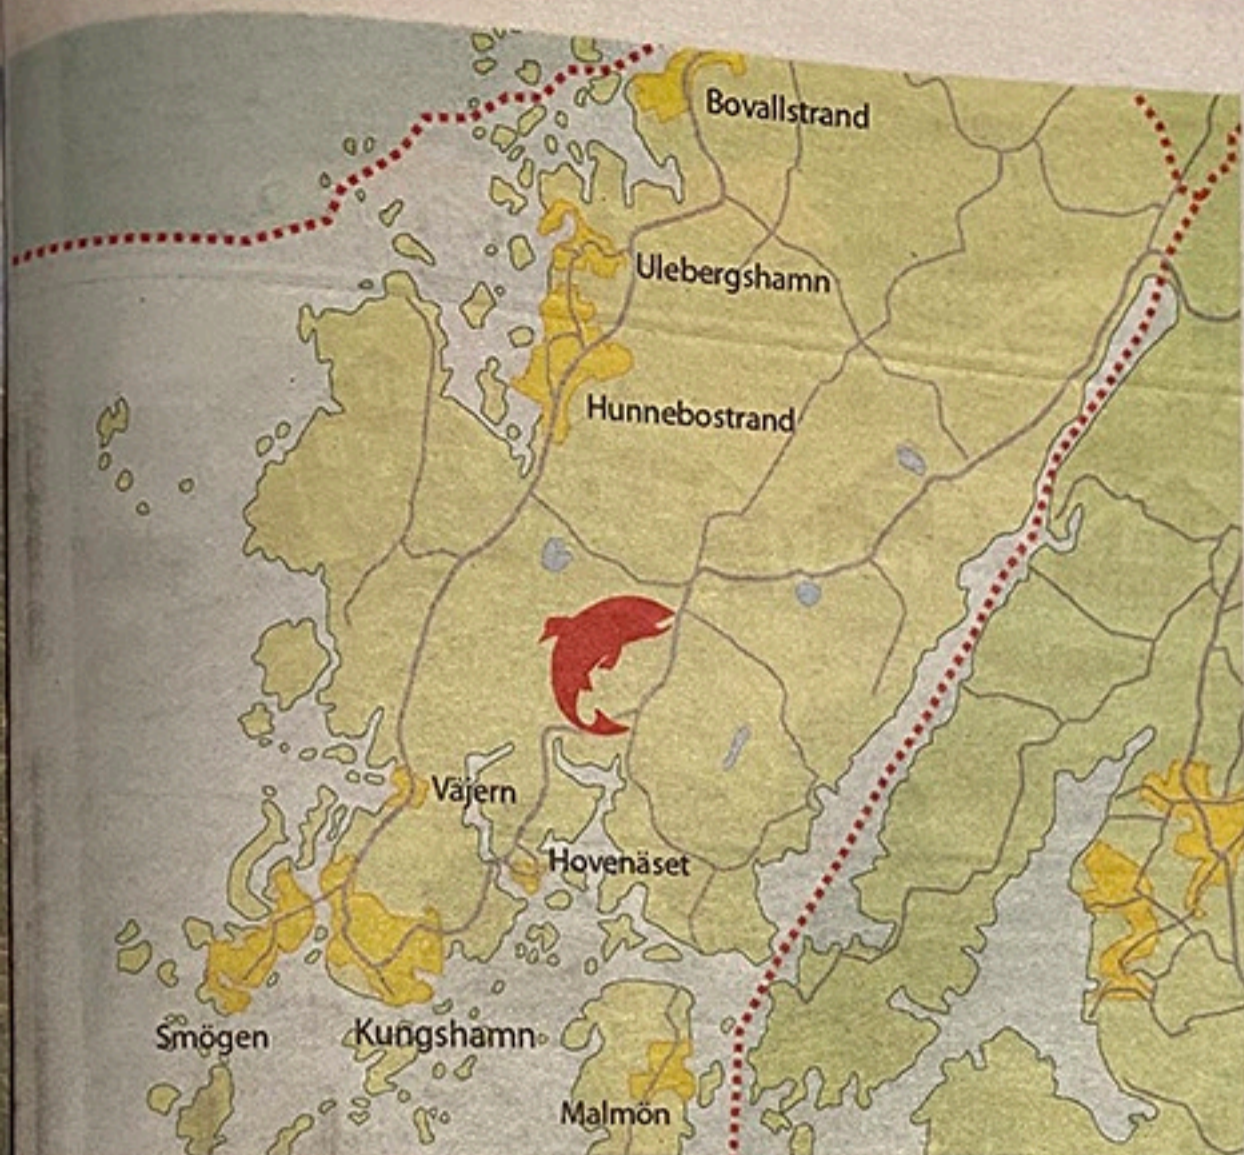 Bovallstrand
Ulebergshamn
Hunnebostrand
Väjern
Hovenäset
Smögen
Kungshamn
Malmön